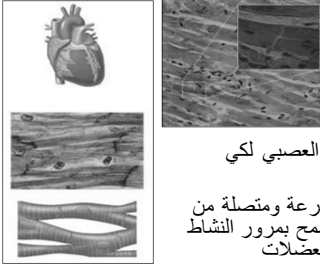 العصبي لكي
رعة ومتصلة من
مح بمرور النشاط
عضلات